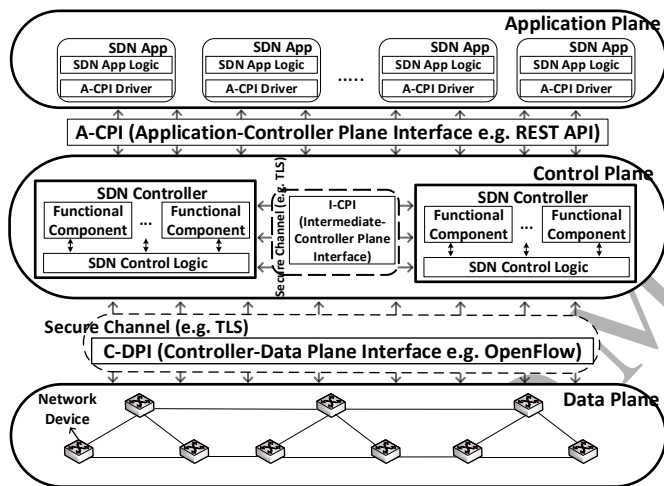 Application Plane
SDN App
SDN App Logic
A-CPI Driver
SDN App
SDN App Logic
A-CPI Driver
.....
SDN App
SDN App Logic
A-CPI Driver
SDN App
SDN App Logic
A-CPI Driver
A-CPI (Application-Controller Plane Interface e.g. REST API)
Control Plane
SDN Controller
Functional
Component
...
Functional
Component
SDN Control Logic
Secure Channel (e.g. TLS)
I-CPI
(Intermediate-
Controller Plane
Interface)
SDN Controller
Functional
Component
...
Functional
Component
SDN Control Logic
Secure Channel (e.g. TLS)
C-DPI (Controller-Data Plane Interface e.g. OpenFlow)
Data Plane
Network
Device